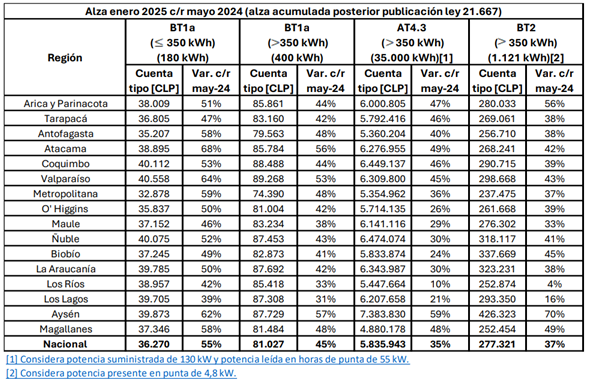 Alza enero 2025 c/r mayo 2024 (alza acumulada posterior publicación ley 21.667)
Región BT1a (≤ 350 kWh) (180 kWh) BT1a (>350 kWh) (400 kWh) AT4.3 (> 350 kWh) (35.000 kWh)[1] BT2 (> 350 kWh) (1.121 kWh)[2]
Cuenta tipo [CLP] Var. c/r may-24 Cuenta tipo [CLP] Var. c/r may-24 Cuenta tipo [CLP] Var. c/r may-24 Cuenta tipo [CLP] Var. c/r may-24
Arica y Parinacota 38.009 51% 85.861 44% 6.000.805 47% 280.033 56%
Tarapacá 36.805 47% 83.160 42% 5.792.416 46% 269.061 38%
Antofagasta 35.207 58% 79.563 48% 5.360.204 40% 256.710 38%
Atacama 38.895 68% 85.784 56% 6.276.955 49% 268.241 42%
Coquimbo 40.112 53% 88.488 44% 6.449.137 46% 290.715 39%
Valparaíso 40.558 64% 89.268 53% 6.309.800 45% 298.668 43%
Metropolitana 32.878 59% 74.390 48% 5.354.962 36% 237.475 37%
O' Higgins 35.837 50% 81.004 42% 5.714.135 26% 261.668 39%
Maule 37.152 46% 83.234 38% 6.141.116 29% 276.302 33%
Ñuble 40.075 52% 87.453 43% 6.474.074 30% 318.117 41%
Biobío 37.245 49% 82.873 41% 5.833.874 24% 337.669 45%
La Araucanía 39.785 50% 87.692 42% 6.343.987 30% 323.231 38%
Los Ríos 38.957 42% 85.418 33% 5.447.664 10% 252.874 4%
Los Lagos 39.705 39% 87.308 31% 6.207.658 21% 293.350 16%
Aysén 39.873 62% 87.729 57% 7.383.830 59% 426.323 70%
Magallanes 37.346 58% 81.484 48% 4.880.178 48% 252.454 49%
Nacional 36.270 55% 81.027 45% 5.835.943 35% 277.321 37%
[1] Considera potencia suministrada de 130 kW y potencia leída en horas de punta de 55 kW.
[2] Considera potencia presente en punta de 4,8 kW.